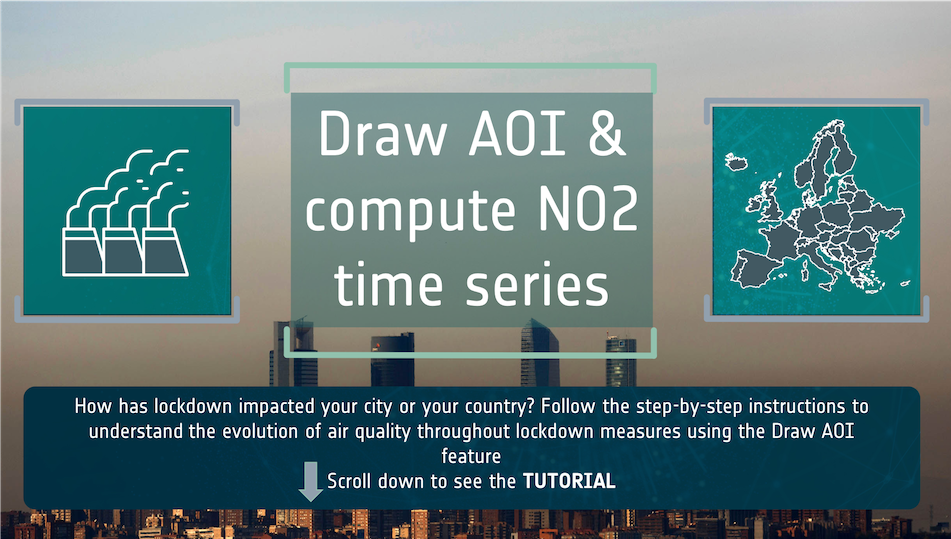 Draw AOI &
compute NO2
time series
How has lockdown impacted your city or your country? Follow the step-by-step instructions to
understand the evolution of air quality throughout lockdown measures using the Draw AOI
feature
Scroll down to see the TUTORIAL